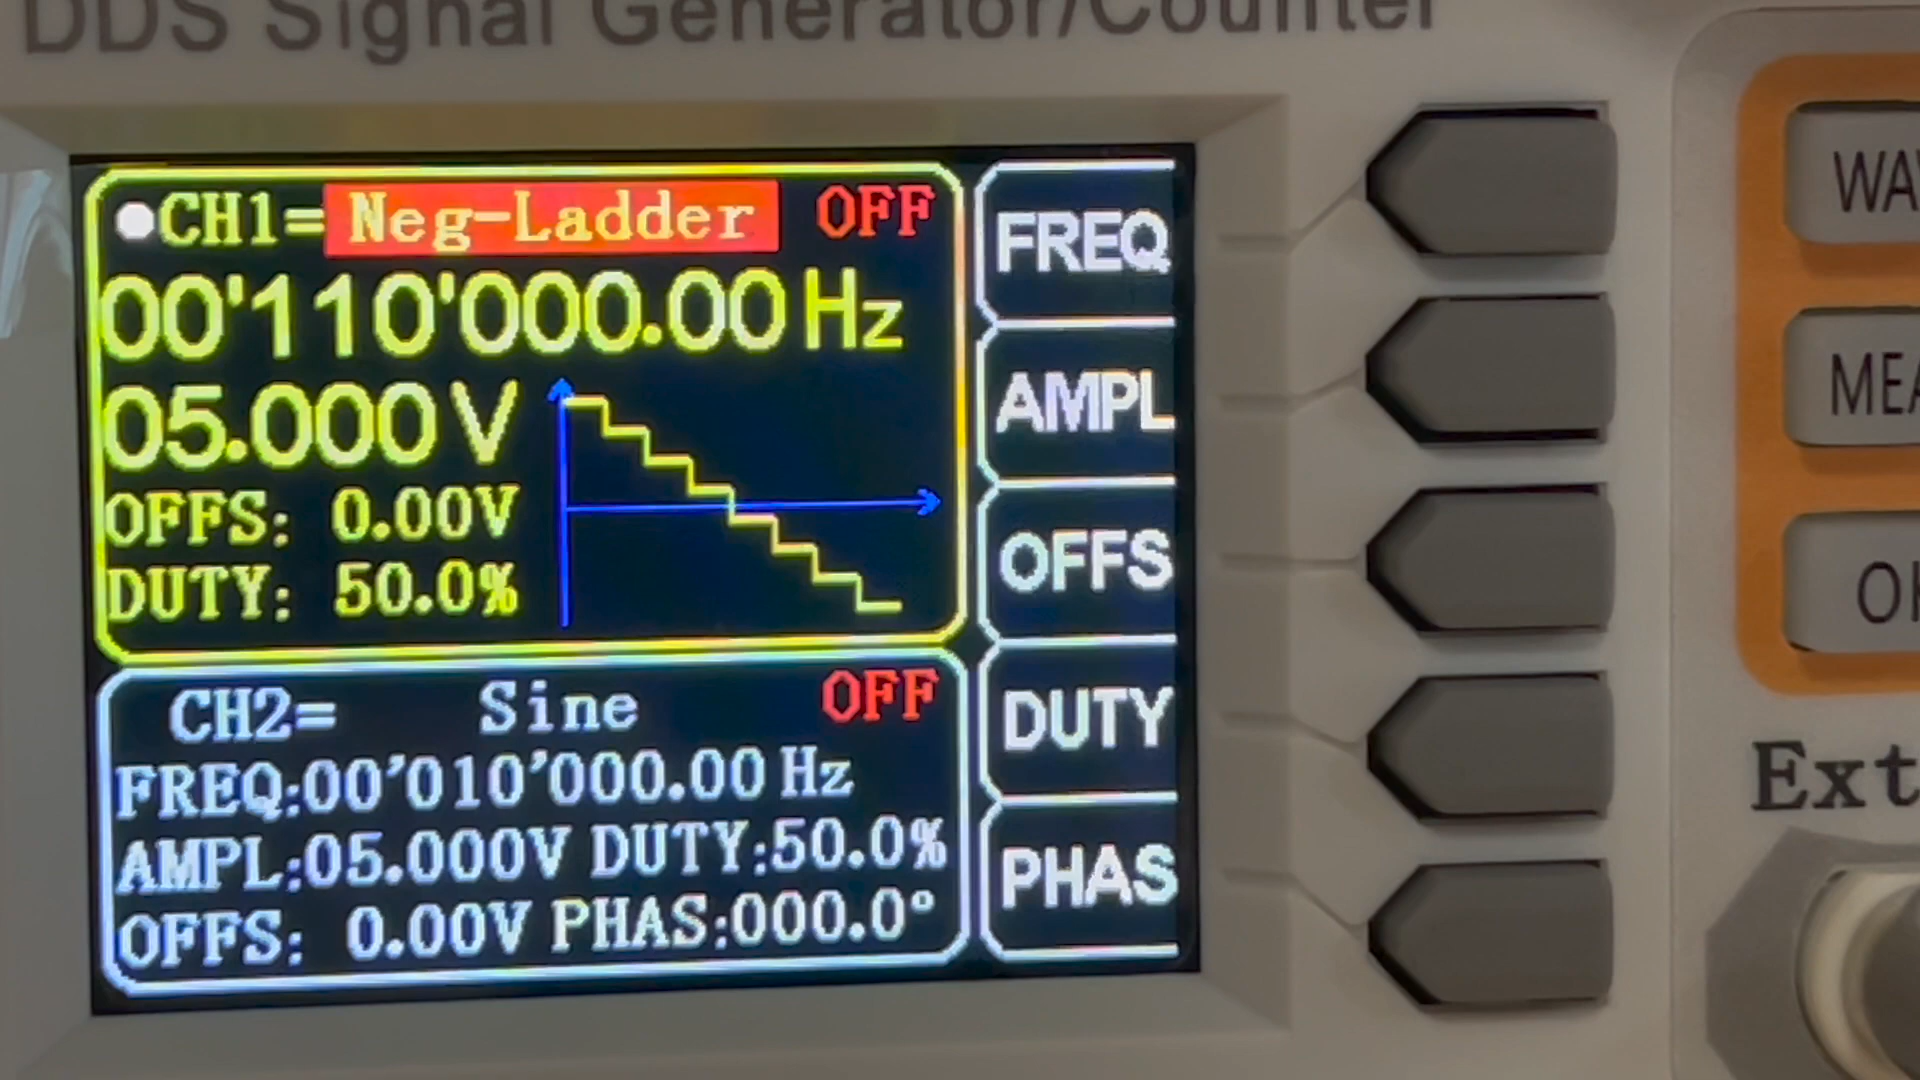 DDS Signal Generator/Counter
CH1= Neg-Ladder OFF
00'110'000.00 Hz
05.000 V
OFFS: 0.00V
DUTY: 50.0%
CH2= Sine OFF
FREQ:00'010'000.00 Hz
AMPL:05.000V DUTY:50.0%
OFFS: 0.00V PHAS:000.0°
FREQ
AMPL
OFFS
DUTY
PHAS
Ext